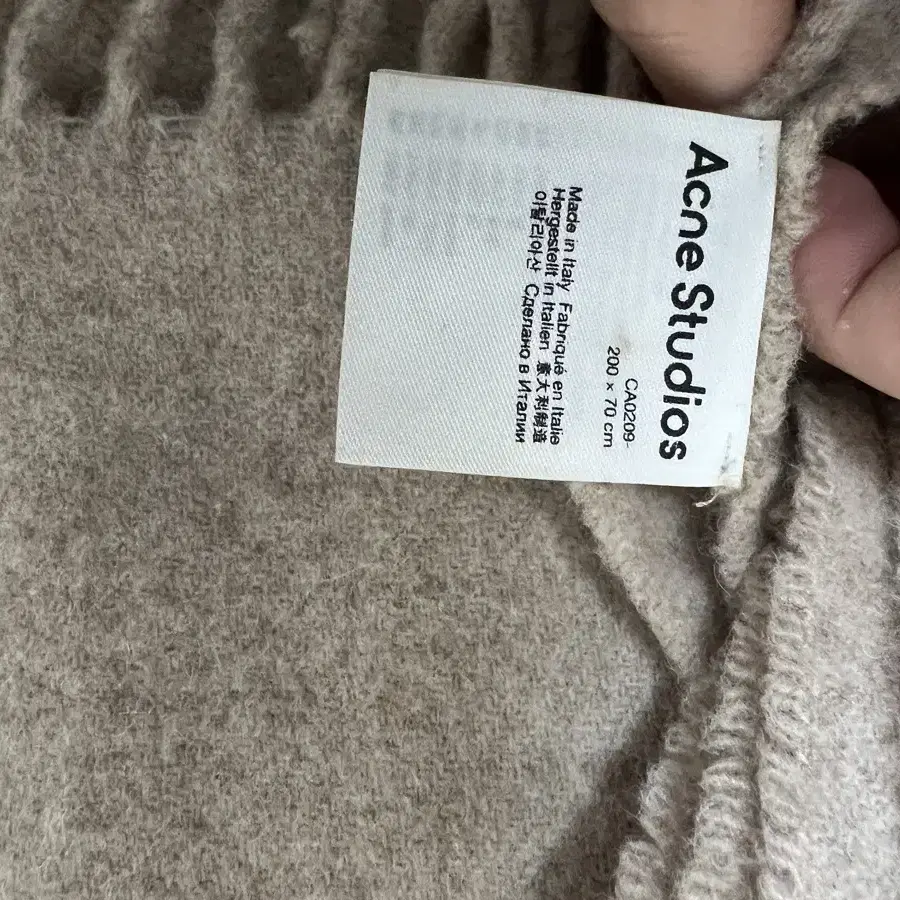 Acne Studios
CA0209-
200 x 70 cm
Made in Italy Fabriqué en Italie
Hergestellt in Italien 意大利制造
이탈리아산 Сделано в Италии